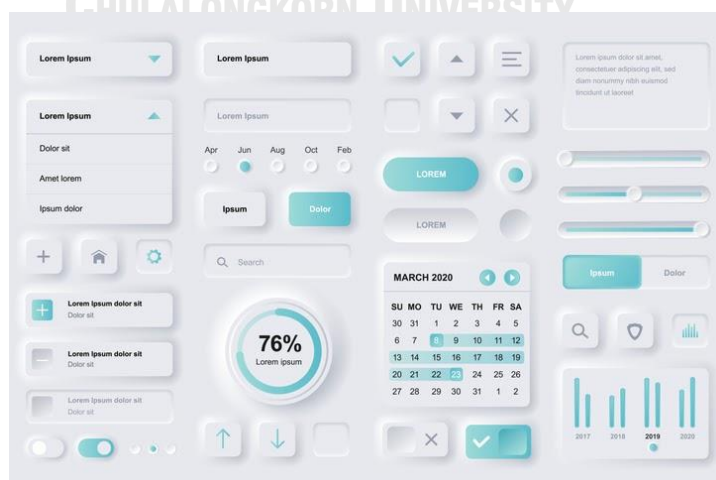 CHULALONGKORN UNIVERSITY
Lorem Ipsum
Lorem Ipsum
Dolor sit
Amet lorem
Ipsum dolor
Lorem Ipsum dolor sit
Dolor sit
Lorem Ipsum dolor sit
Dolor sit
Lorem Ipsum dolor sit
Dolor sit
Lorem Ipsum
Lorem Ipsum
Apr Jun Aug Oct Feb
Ipsum Dolor
Search
76%
Lorem ipsum
LOREM
LOREM
MARCH 2020
SU MO TU WE TH FR SA
30 31 1 2 3 4 5
6 7 8 9 10 11 12
13 14 15 16 17 18 19
20 21 22 23 24 25 26
27 28 29 30 31 1 2
Lorem ipsum dolor sit amet,
consectetuer adipiscing elit, sed
diam nonummy nibh euismod
tincidunt ut laoreet
Ipsum Dolor
2017 2018 2019 2020